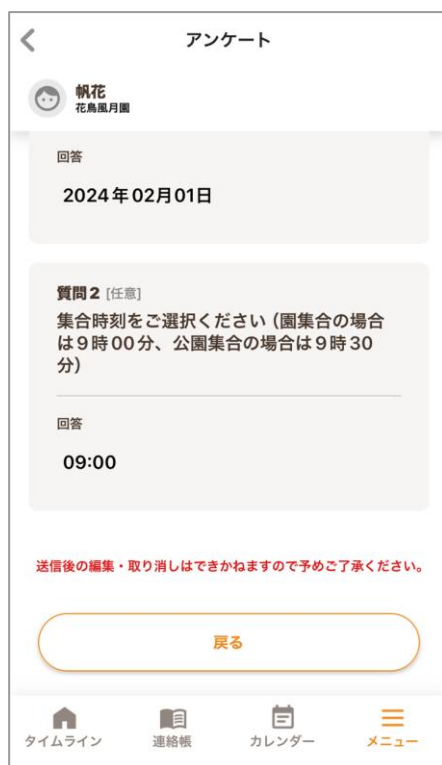 アンケート
帆花
花鳥風月園
回答
2024年02月01日
質問2 [任意]
集合時刻をご選択ください（園集合の場合
は9時00分、公園集合の場合は9時30
分）
回答
09:00
送信後の編集・取り消しはできかねますので予めご了承ください。
戻る
タイムライン
連絡帳
カレンダー
メニュー